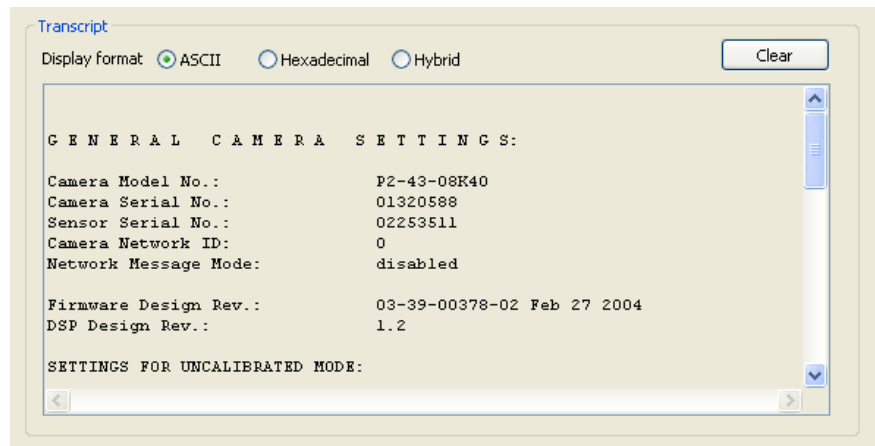 Transcript
Display format ASCII Hexadecimal Hybrid Clear
G E N E R A L   C A M E R A   S E T T I N G S:
Camera Model No.: P2-43-08K40
Camera Serial No.: 01320588
Sensor Serial No.: 02253511
Camera Network ID: 0
Network Message Mode: disabled
Firmware Design Rev.: 03-39-00378-02 Feb 27 2004
DSP Design Rev.: 1.2
SETTINGS FOR UNCALIBRATED MODE: